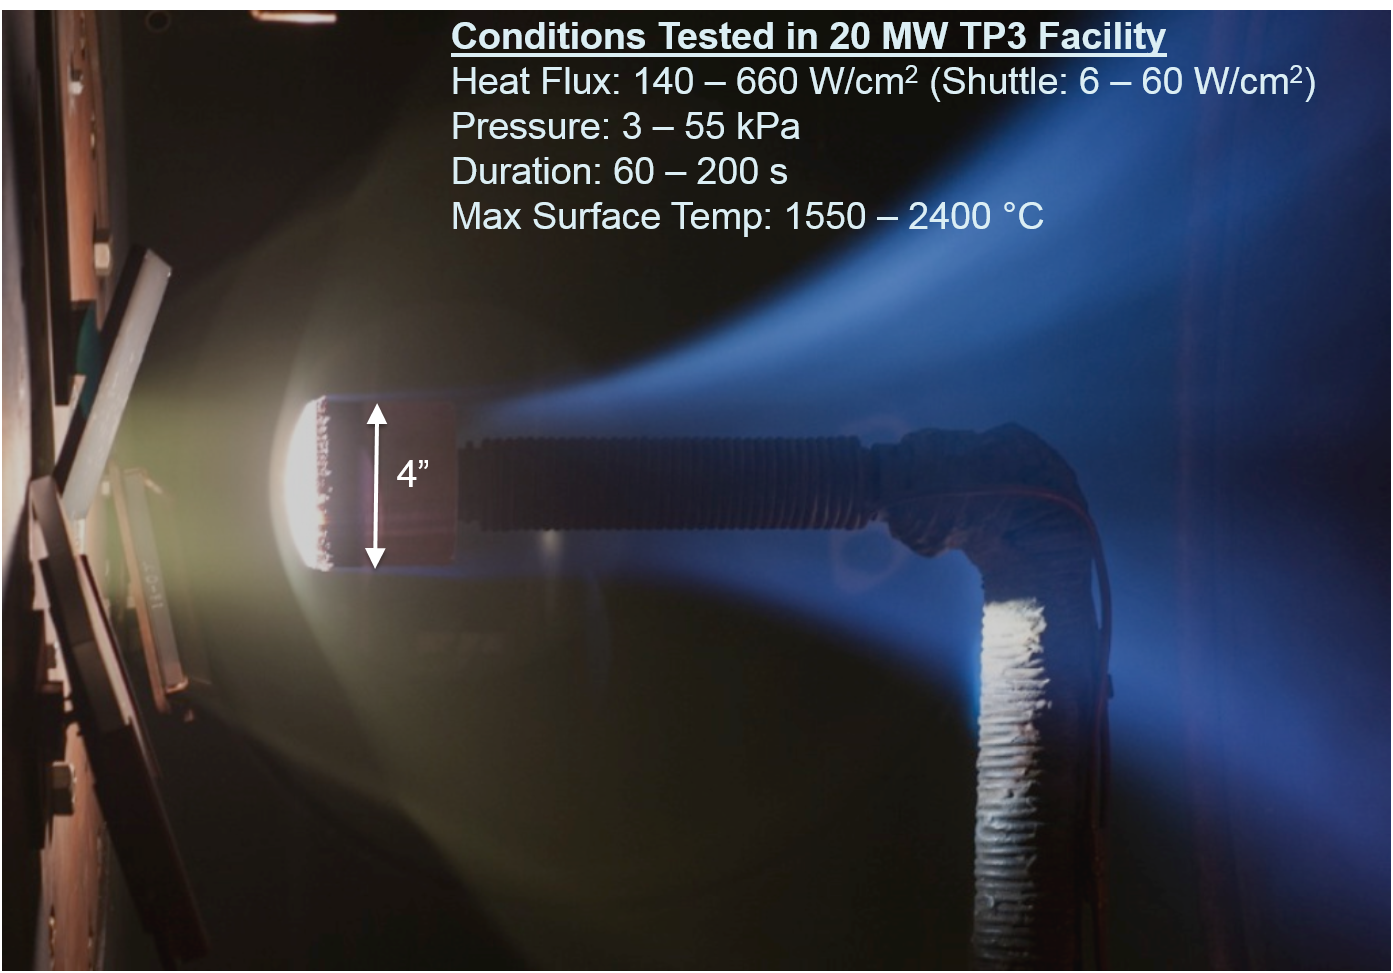 Conditions Tested in 20 MW TP3 Facility
Heat Flux: 140 – 660 W/cm² (Shuttle: 6 – 60 W/cm²)
Pressure: 3 – 55 kPa
Duration: 60 – 200 s
Max Surface Temp: 1550 – 2400 °C
4”